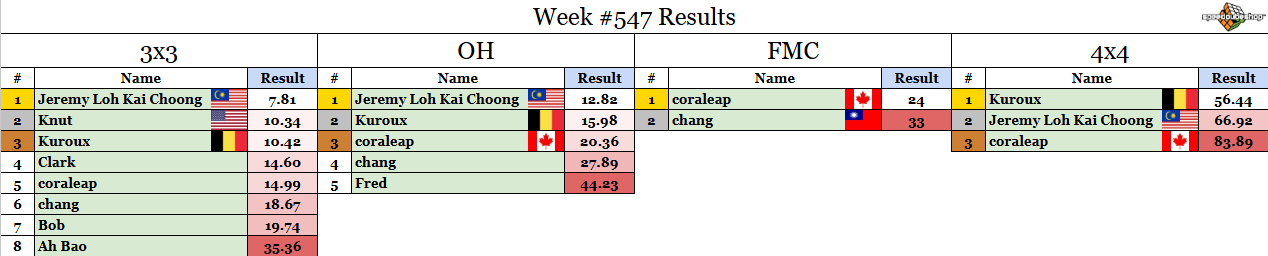 Week #547 Results
speedcubeshop
3x3 OH FMC 4x4
# Name Result # Name Result # Name Result # Name Result
1 Jeremy Loh Kai Choong 7.81 1 Jeremy Loh Kai Choong 12.82 1 coraleap 24 1 Kuroux 56.44
2 Knut 10.34 2 Kuroux 15.98 2 chang 33 2 Jeremy Loh Kai Choong 66.92
3 Kuroux 10.42 3 coraleap 20.36 3 coraleap 83.89
4 Clark 14.60 4 chang 27.89
5 coraleap 14.99 5 Fred 44.23
6 chang 18.67
7 Bob 19.74
8 Ah Bao 35.36